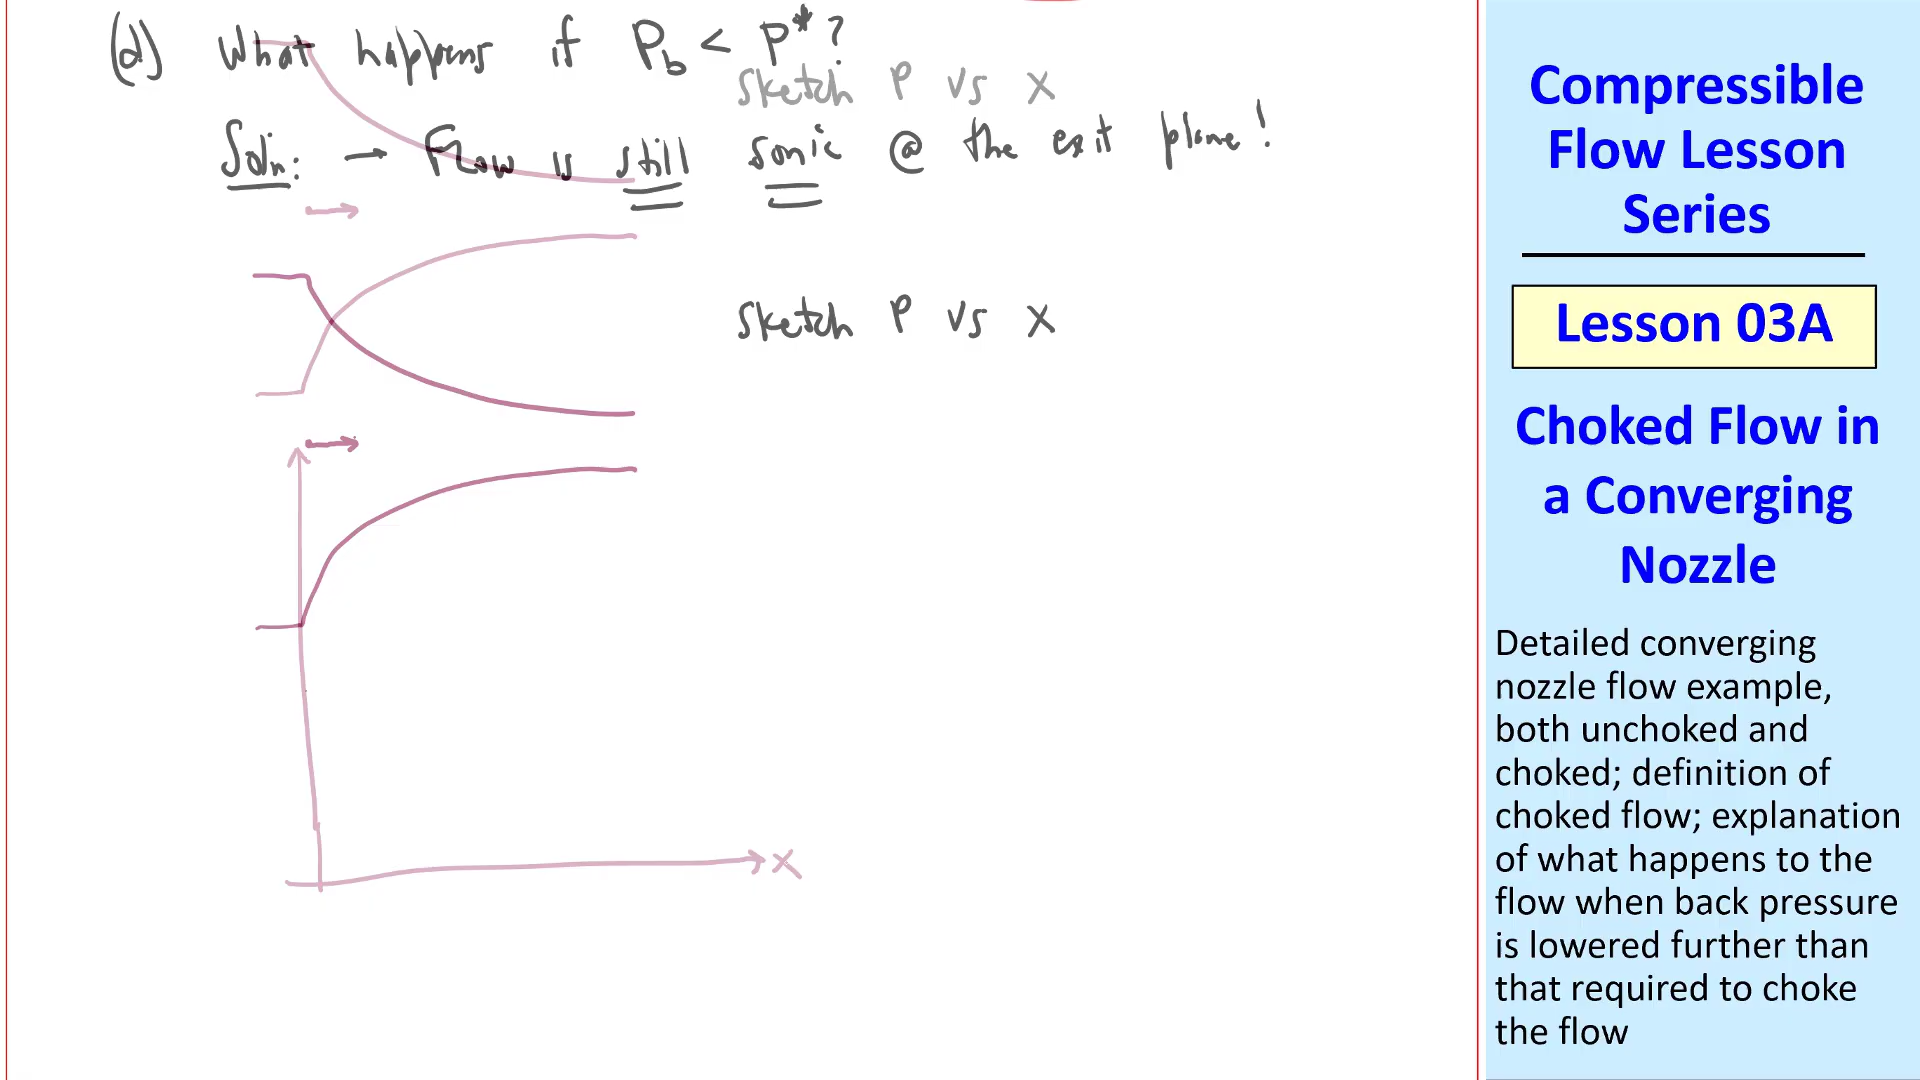 (d) What happens if Pb < P*?
Sketch P vs X
Soln: → Flow is still sonic @ the exit plane!
Sketch P vs X
X
Compressible
Flow Lesson
Series
Lesson 03A
Choked Flow in
a Converging
Nozzle
Detailed converging
nozzle flow example,
both unchoked and
choked; definition of
choked flow; explanation
of what happens to the
flow when back pressure
is lowered further than
that required to choke
the flow